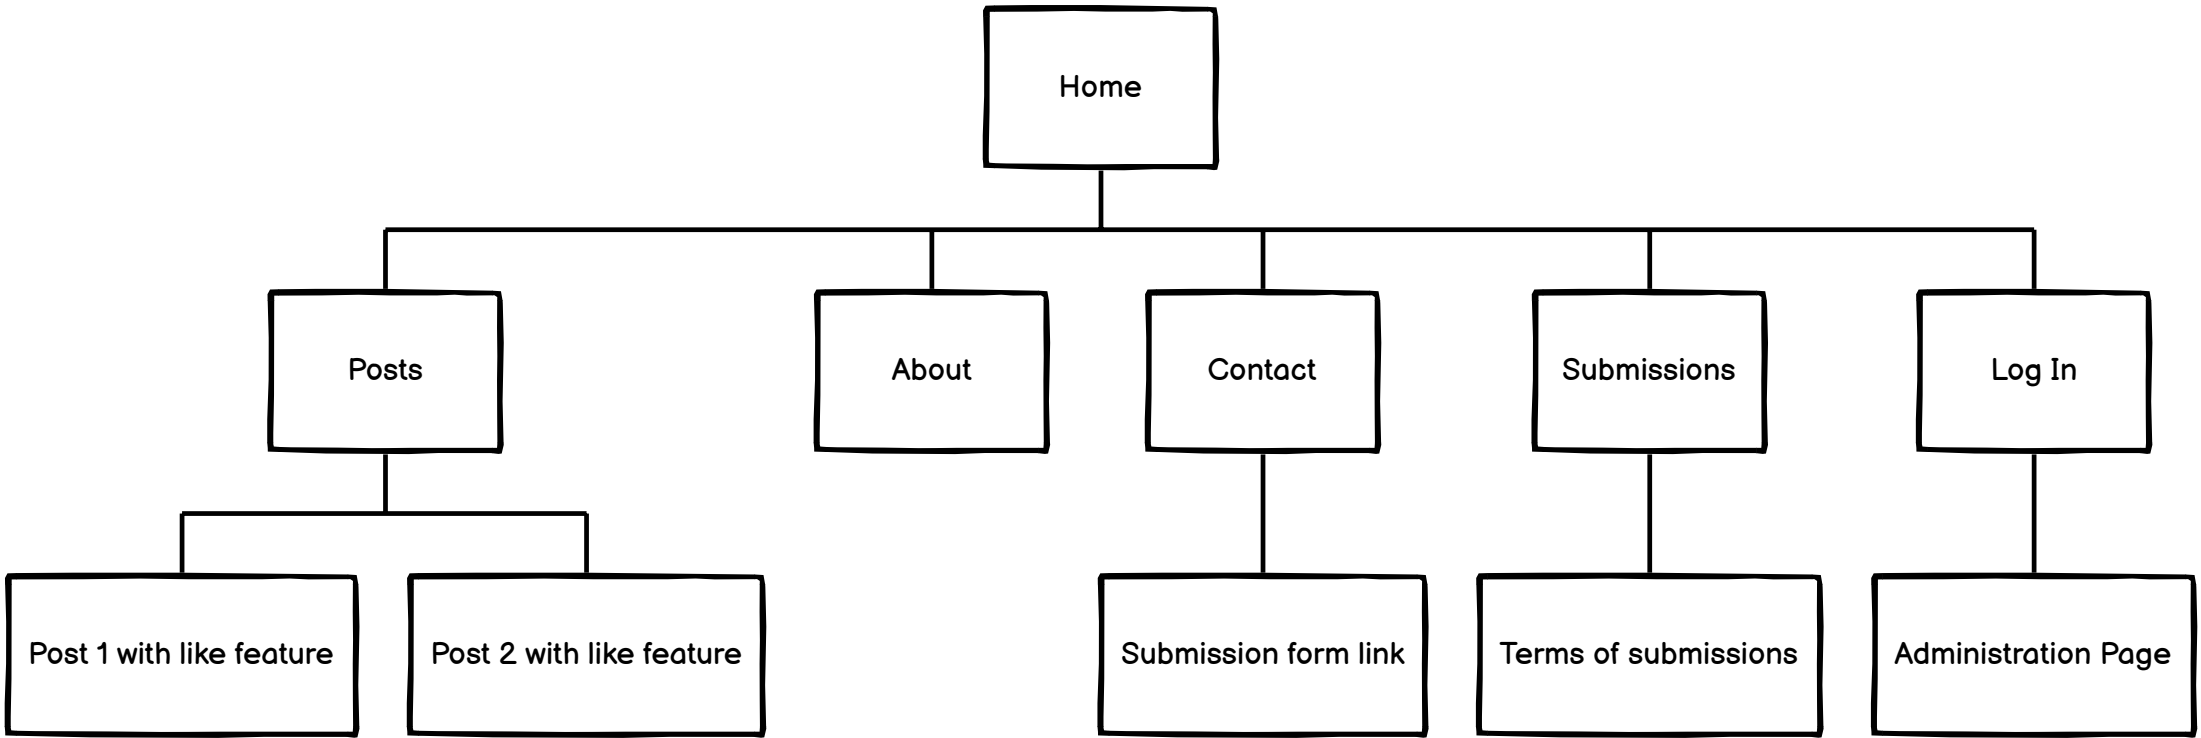 Home
Posts
About
Contact
Submissions
Log In
Post 1 with like feature
Post 2 with like feature
Submission form link
Terms of submissions
Administration Page